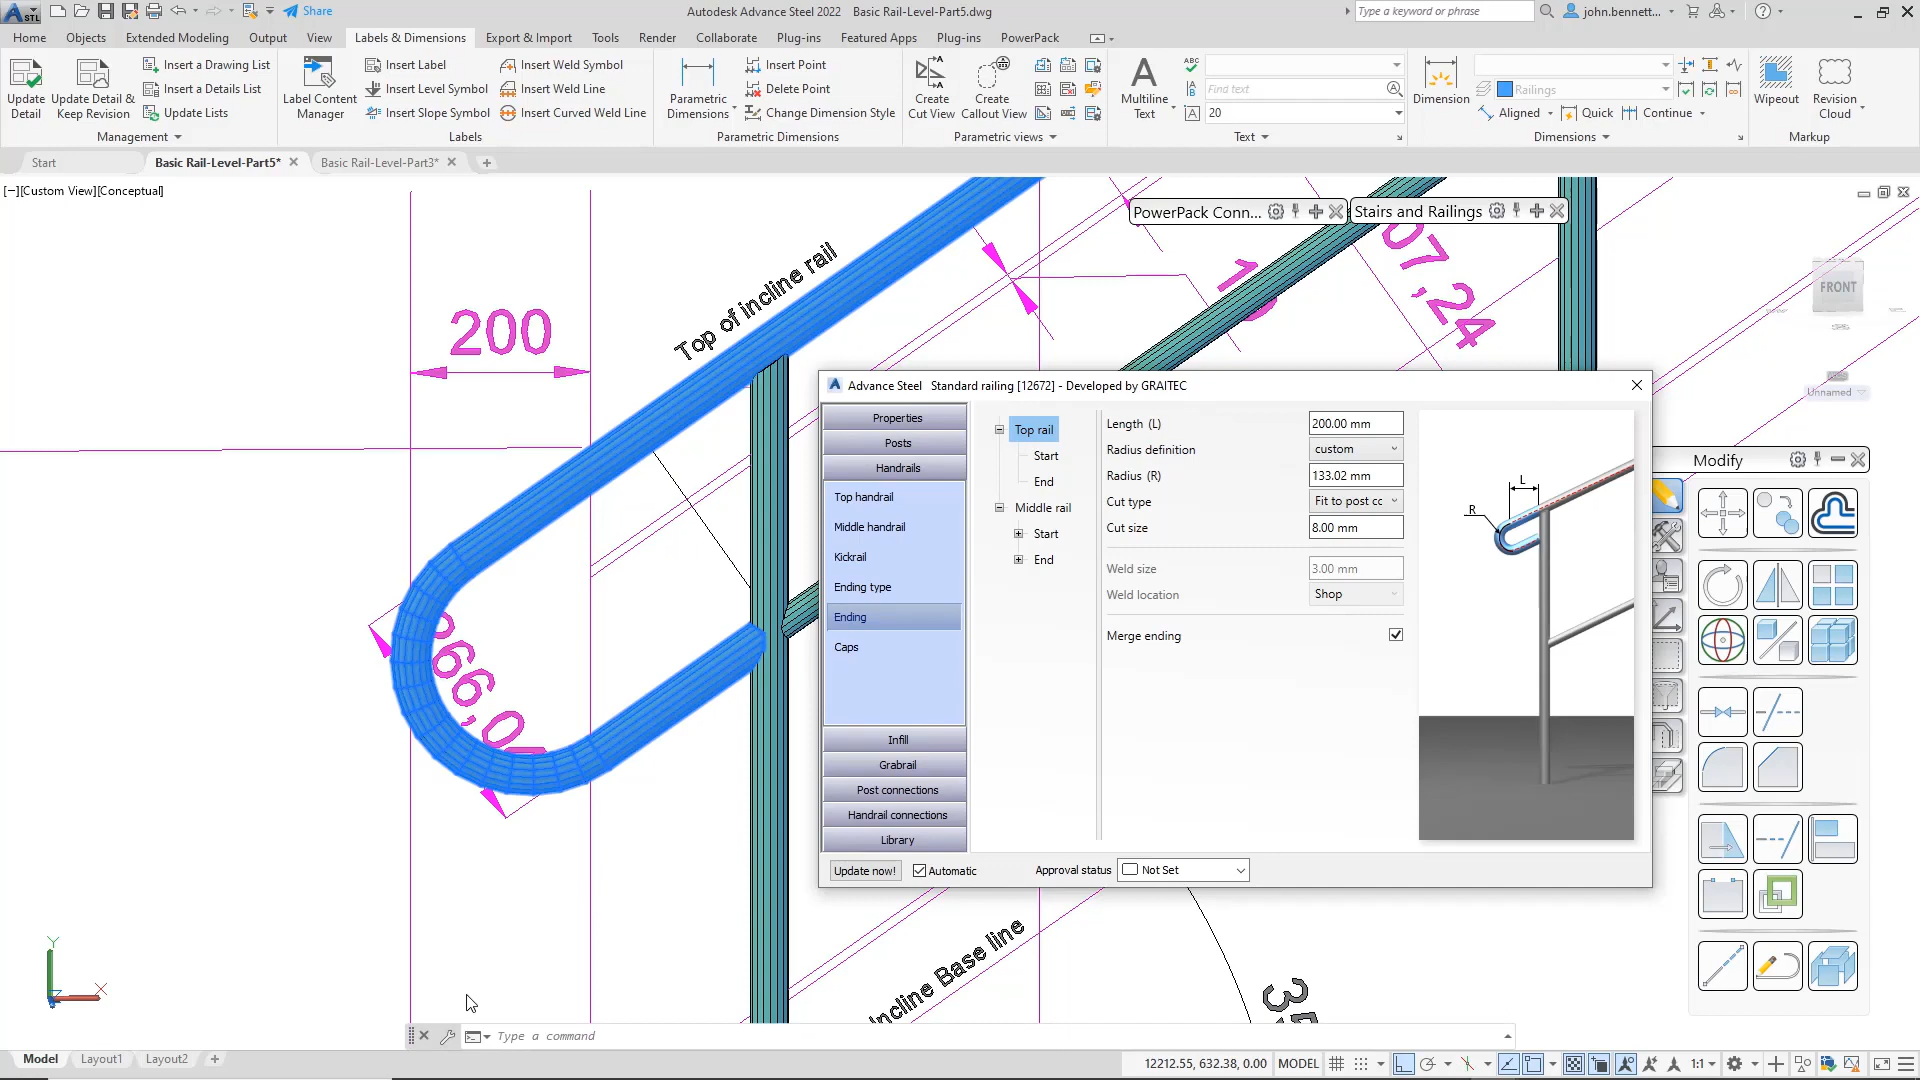 STL
Share
Autodesk Advance Steel 2022 Basic Rail-Level-Part5.dwg
Type a keyword or phrase
john.bennett...
Home Objects Extended Modeling Output View Labels & Dimensions Export & Import Tools Render Collaborate Plug-ins Featured Apps Plug-ins PowerPack
Update Detail
Update Detail & Keep Revision
Insert a Drawing List
Insert a Details List
Update Lists
Management
Label Content Manager
Insert Label
Insert Level Symbol
Insert Slope Symbol
Insert Weld Symbol
Insert Weld Line
Insert Curved Weld Line
Labels
Parametric Dimensions
Insert Point
Delete Point
Change Dimension Style
Parametric Dimensions
Create Cut View
Create Callout View
Parametric views
Multiline Text
ABC
Find text
20
Text
Dimension
Railings
Aligned
Quick
Continue
Dimensions
Wipeout
Revision Cloud
Markup
Start
Basic Rail-Level-Part5*
Basic Rail-Level-Part3*
[−][Custom View][Conceptual]
PowerPack Conn...
Stairs and Railings
200
Top of incline rail
07,24
FRONT
Unnamed
Advance Steel Standard railing [12672] - Developed by GRAITEC
Properties
Posts
Handrails
Top handrail
Middle handrail
Kickrail
Ending type
Ending
Caps
Infill
Grabrail
Post connections
Handrail connections
Library
Top rail
Start
End
Middle rail
Start
End
Length (L) 200.00 mm
Radius definition custom
Radius (R) 133.02 mm
Cut type Fit to post cc
Cut size 8.00 mm
Weld size 3.00 mm
Weld location Shop
Merge ending
L
R
Update now!
Automatic
Approval status Not Set
Modify
Incline Base line
Y
X
Type a command
Model Layout1 Layout2
12212.55, 632.38, 0.00 MODEL
1:1